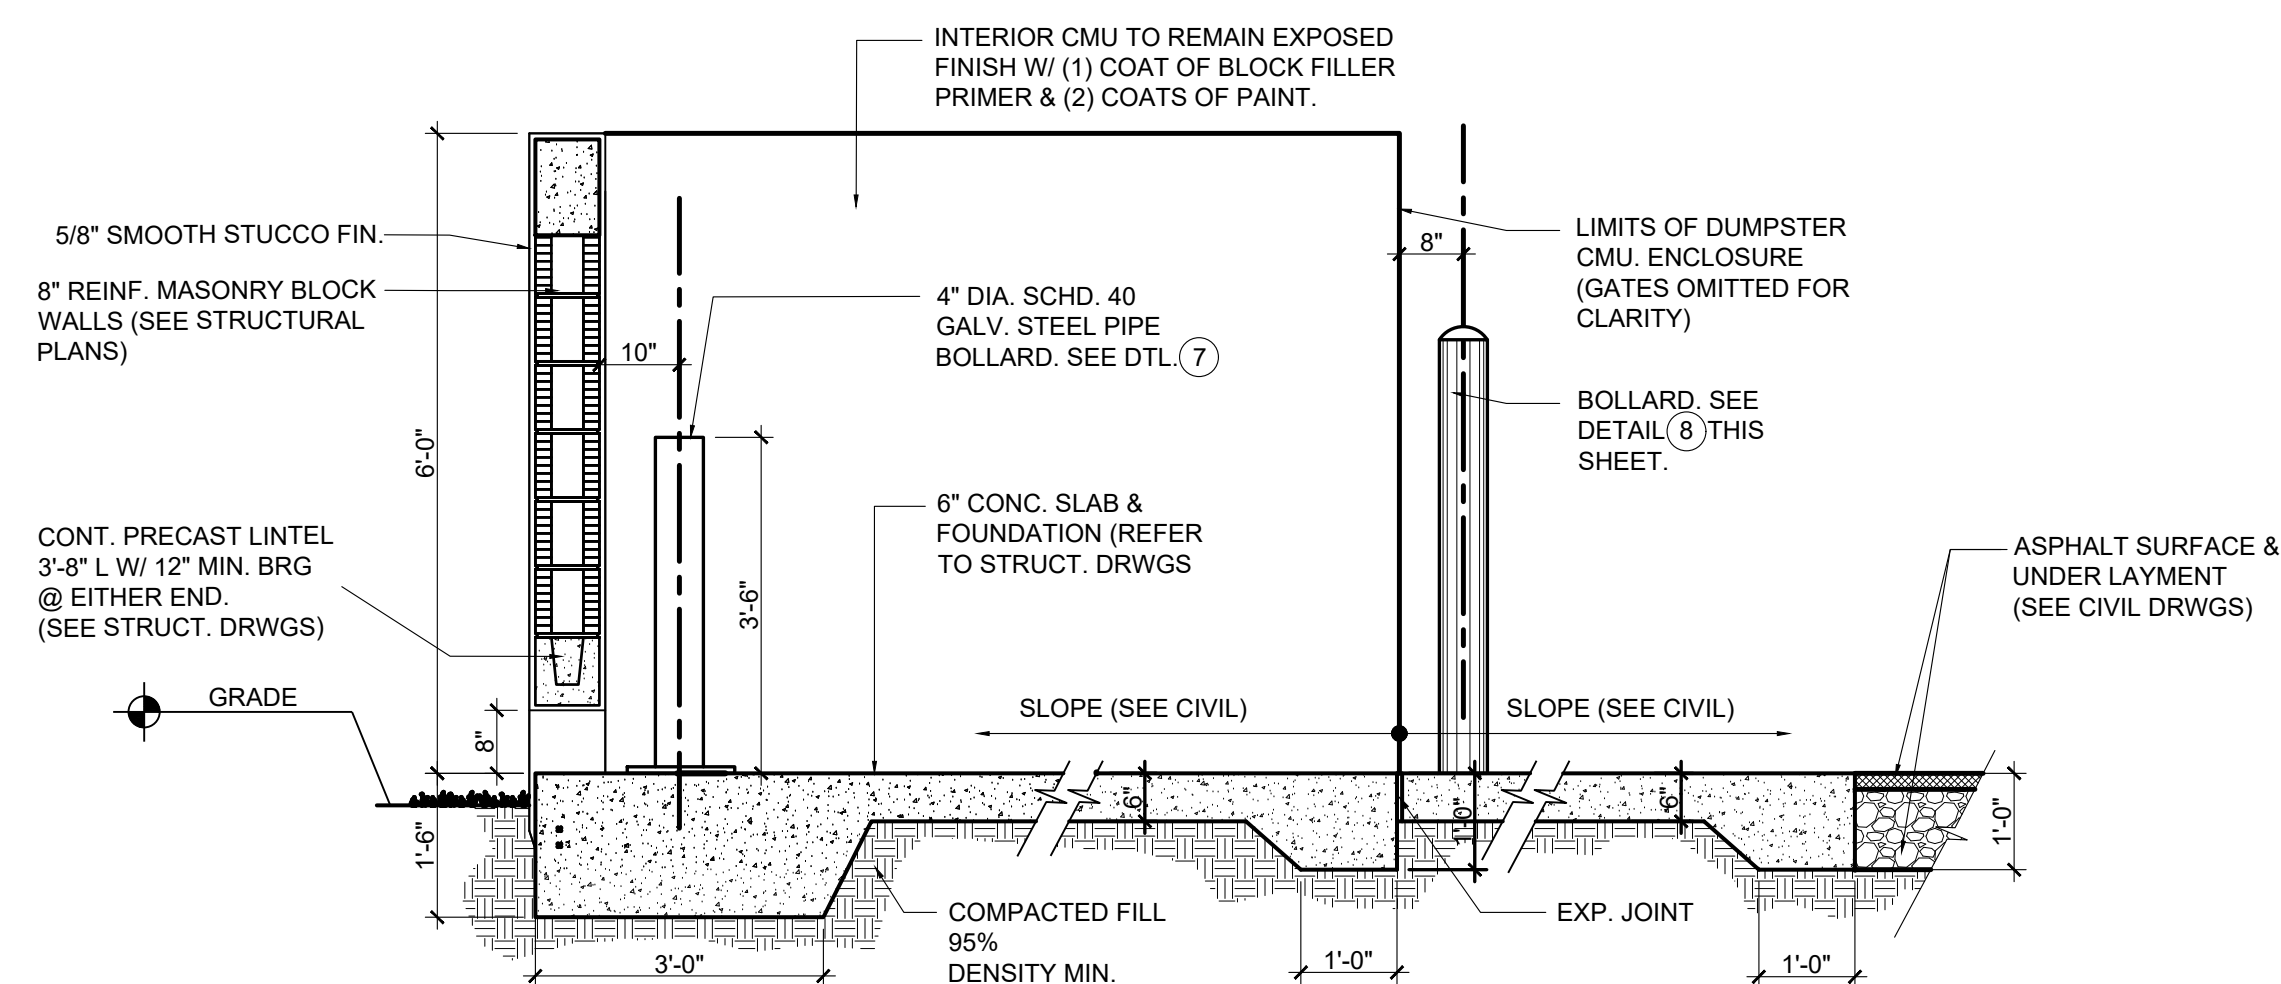 INTERIOR CMU TO REMAIN EXPOSED
FINISH W/ (1) COAT OF BLOCK FILLER
PRIMER & (2) COATS OF PAINT.
5/8" SMOOTH STUCCO FIN.
8" REINF. MASONRY BLOCK
WALLS (SEE STRUCTURAL
PLANS)
10"
4" DIA. SCHD. 40
GALV. STEEL PIPE
BOLLARD. SEE DTL. 7
8"
LIMITS OF DUMPSTER
CMU. ENCLOSURE
(GATES OMITTED FOR
CLARITY)
BOLLARD. SEE
DETAIL 8 THIS
SHEET.
6'-0"
3'-6"
6" CONC. SLAB &
FOUNDATION (REFER
TO STRUCT. DRWGS
CONT. PRECAST LINTEL
3'-8" L W/ 12" MIN. BRG
@ EITHER END.
(SEE STRUCT. DRWGS)
ASPHALT SURFACE &
UNDER LAYMENT
(SEE CIVIL DRWGS)
GRADE
8"
SLOPE (SEE CIVIL)
SLOPE (SEE CIVIL)
1'-6"
6"
1'-0"
6"
1'-0"
COMPACTED FILL
95%
DENSITY MIN.
EXP. JOINT
3'-0"
1'-0"
1'-0"